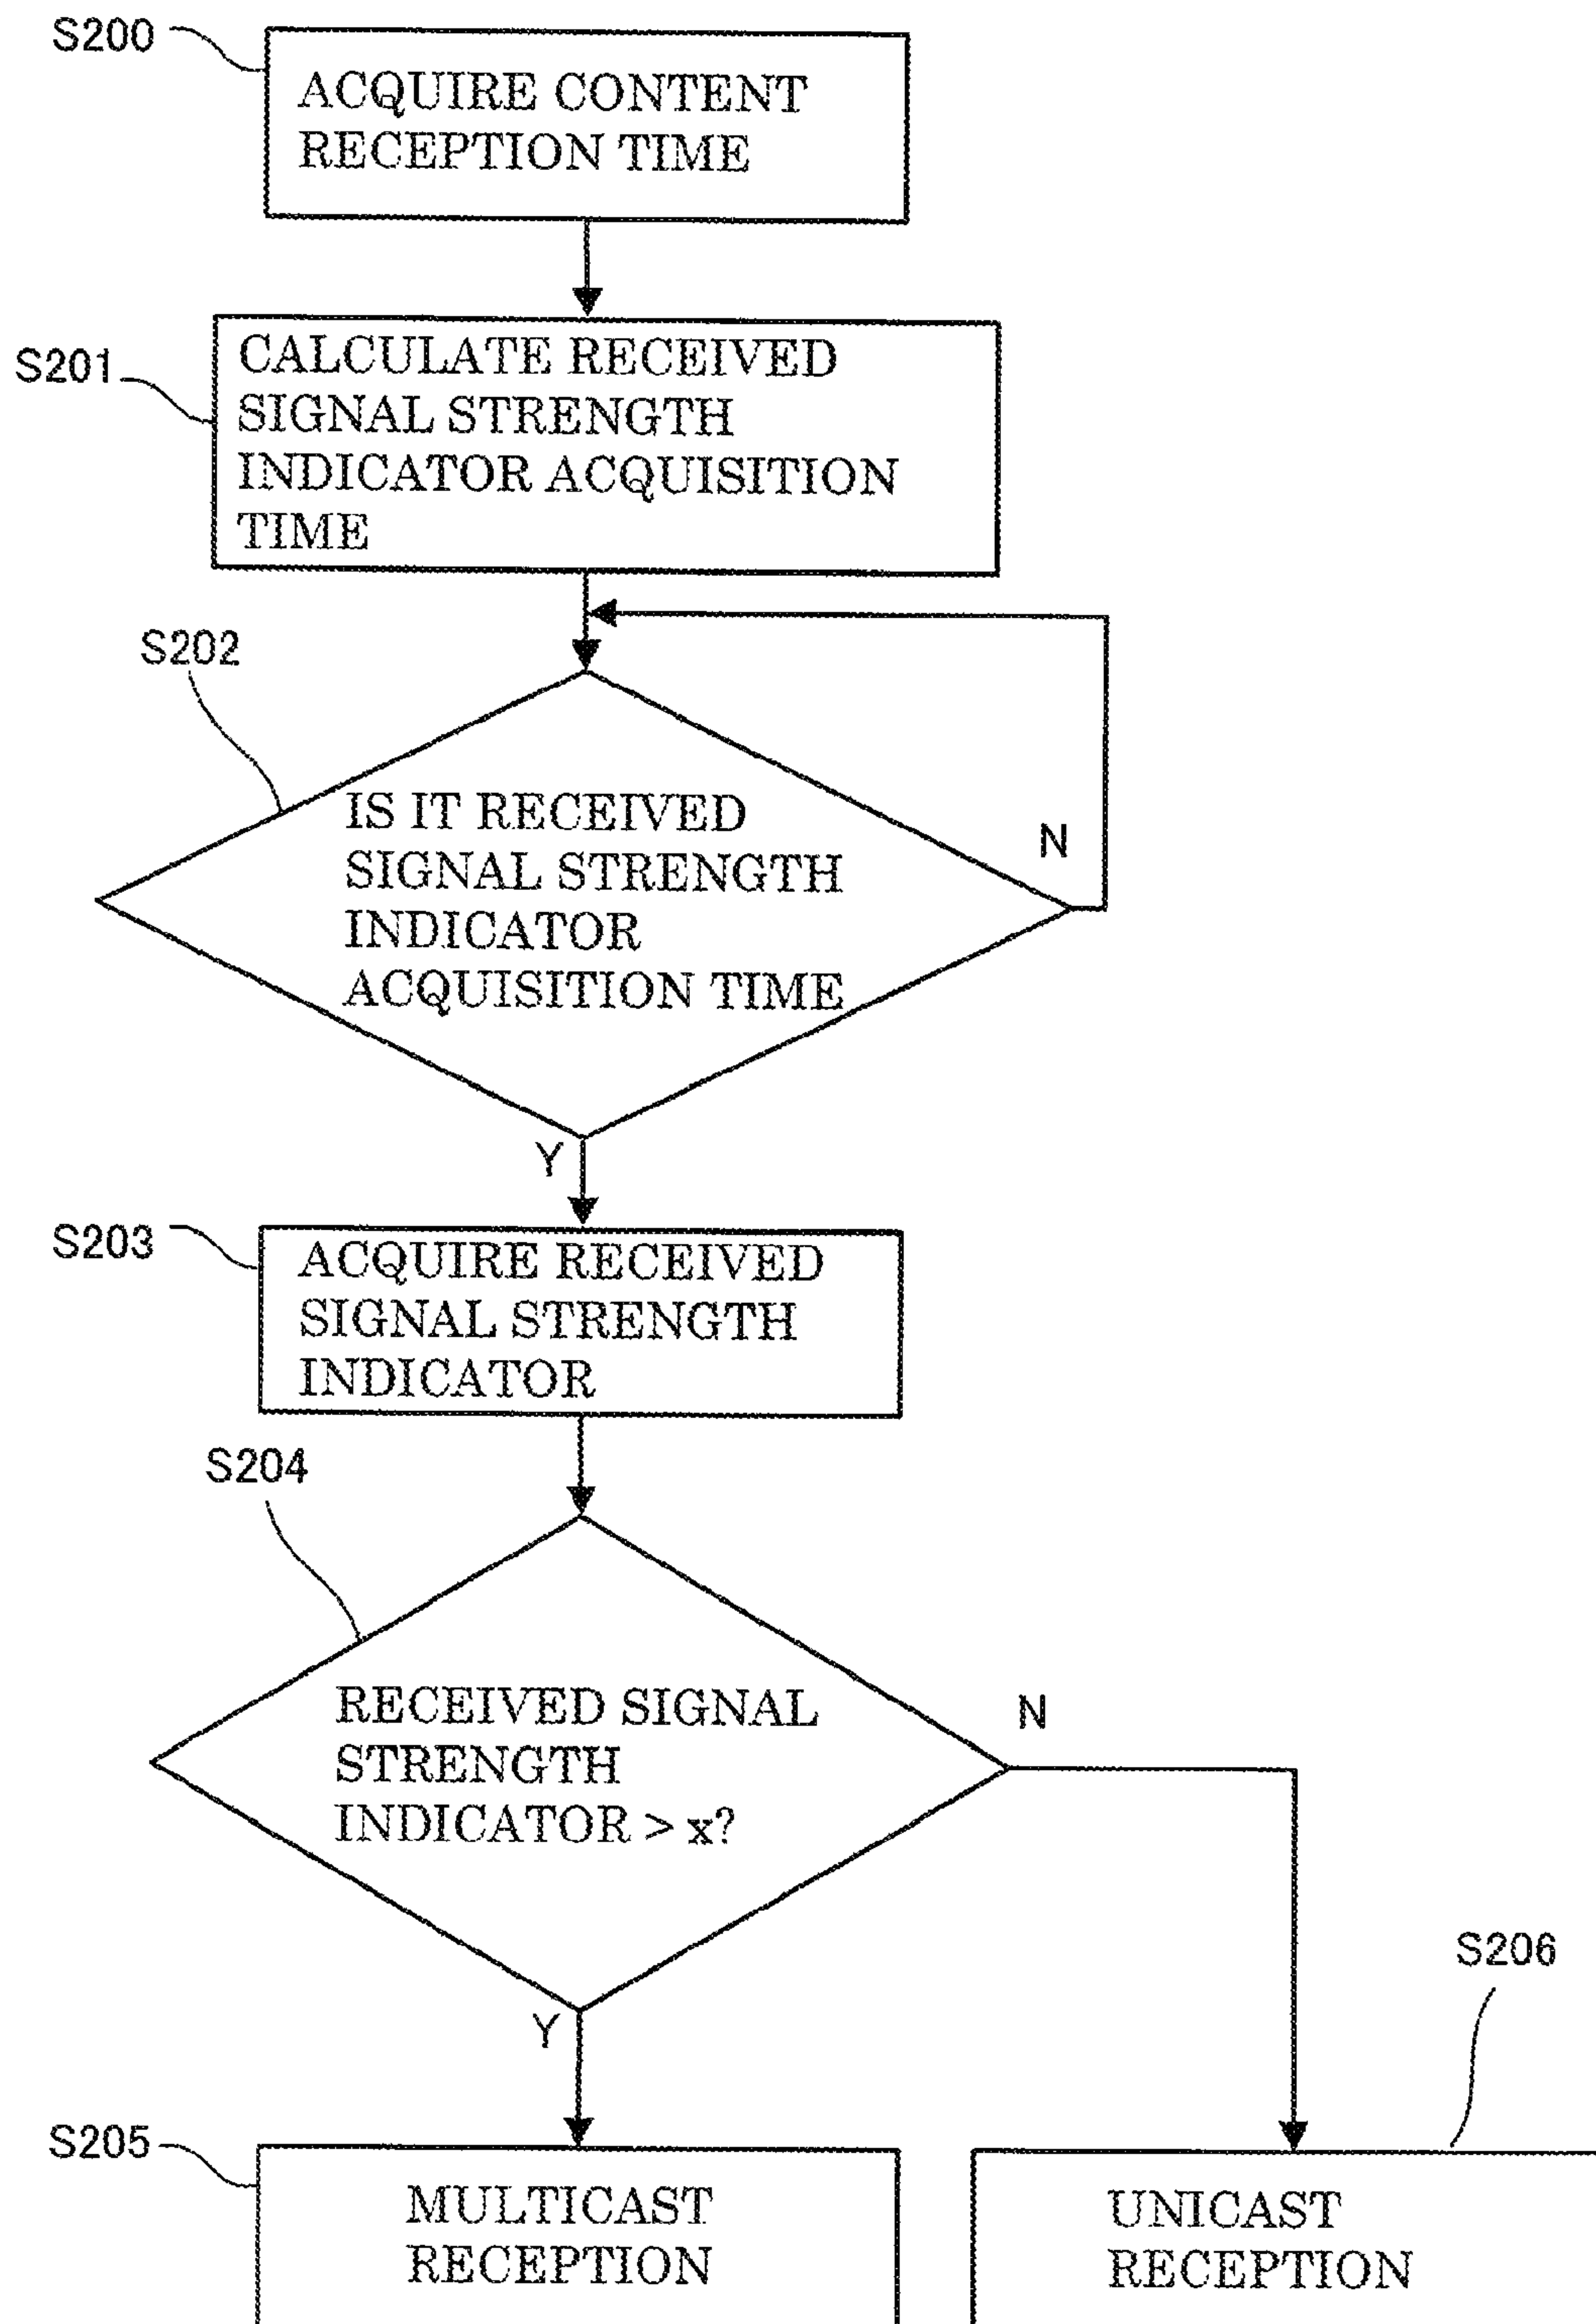 S200
ACQUIRE CONTENT
RECEPTION TIME
S201
CALCULATE RECEIVED
SIGNAL STRENGTH
INDICATOR ACQUISITION
TIME
S202
IS IT RECEIVED
SIGNAL STRENGTH
INDICATOR
ACQUISITION TIME
N
Y
S203
ACQUIRE RECEIVED
SIGNAL STRENGTH
INDICATOR
S204
RECEIVED SIGNAL
STRENGTH
INDICATOR > x?
N
Y
S205
MULTICAST
RECEPTION
S206
UNICAST
RECEPTION